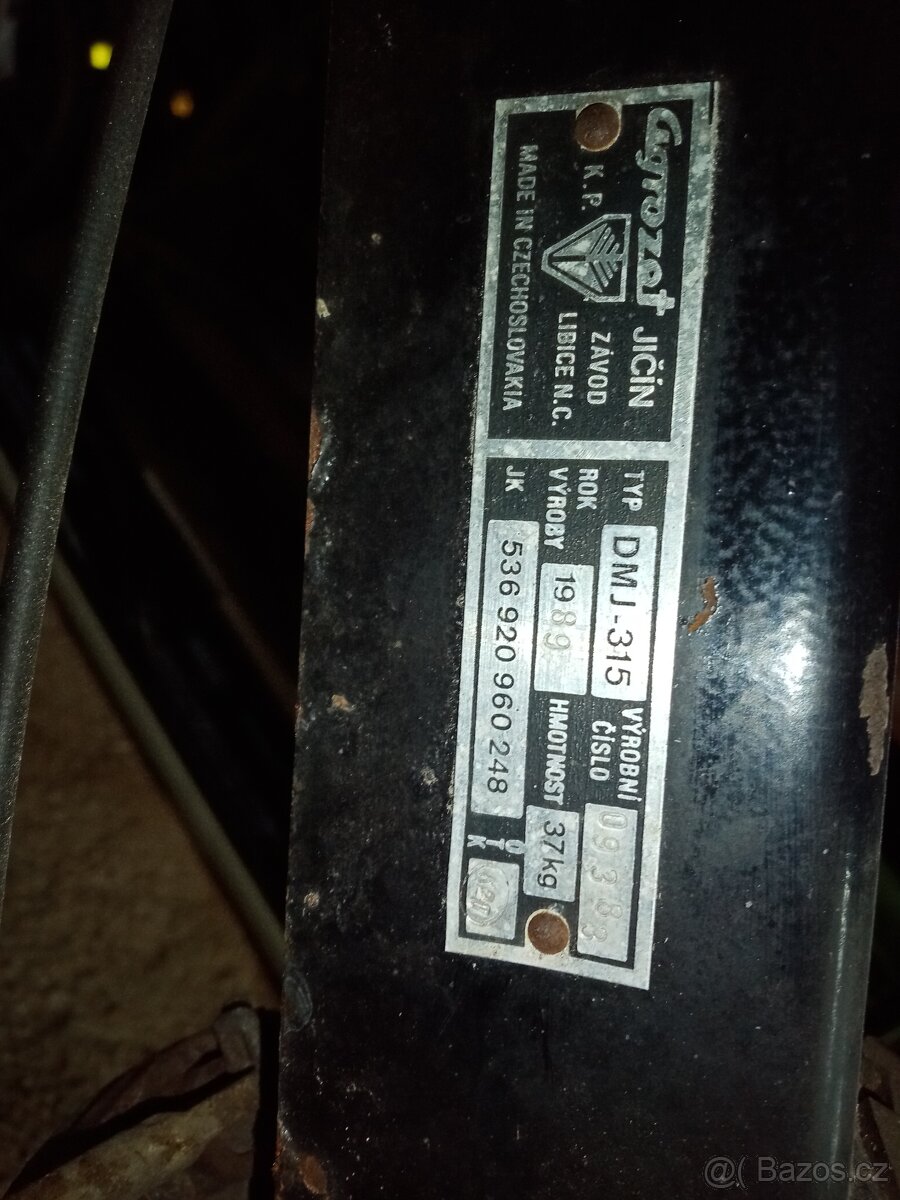 Agrozet JIČÍN
K.P. ZÁVOD
LIBICE N.C.
MADE IN CZECHOSLOVAKIA
TYP DMJ-315 VÝROBNÍ ČÍSLO 09383
ROK VÝROBY 1989 HMOTNOST 37kg
JK 536 920 960 248 OTK
@( Bazos.cz